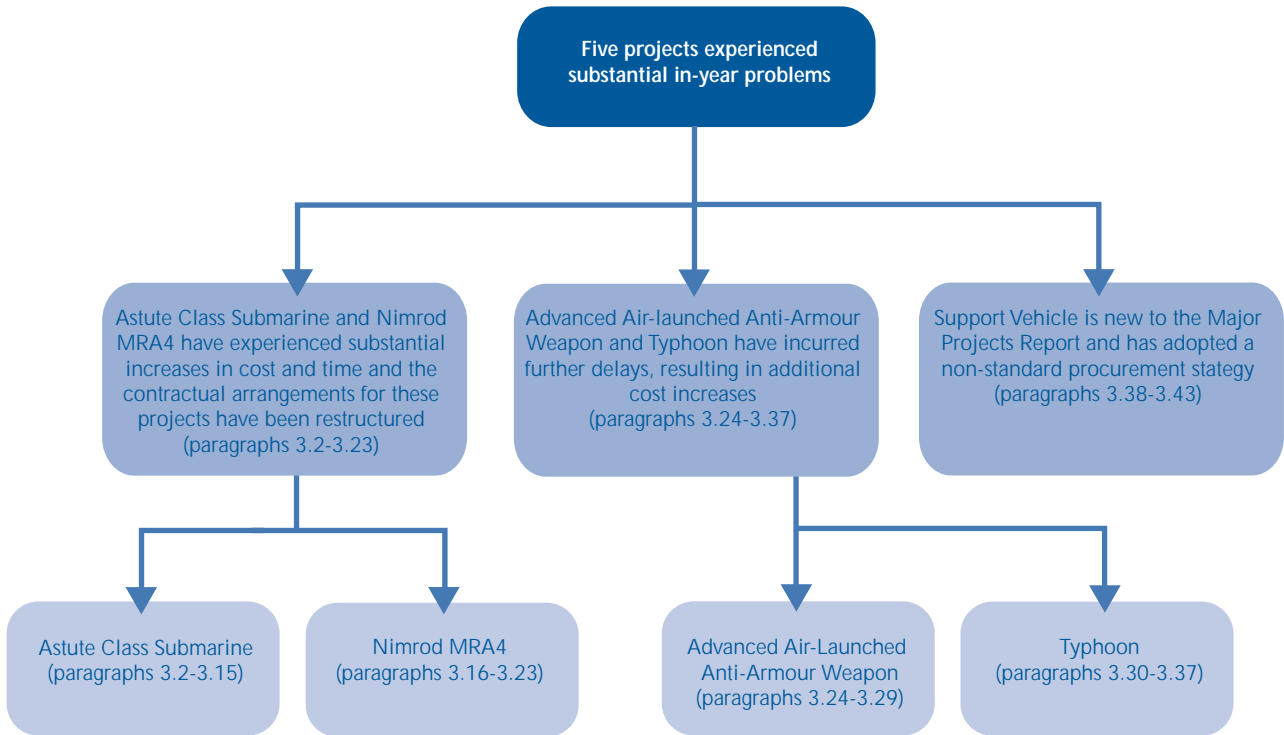 Five projects experienced
substantial in-year problems
Astute Class Submarine and Nimrod
MRA4 have experienced substantial
increases in cost and time and the
contractual arrangements for these
projects have been restructured
(paragraphs 3.2-3.23)
Advanced Air-launched Anti-Armour
Weapon and Typhoon have incurred
further delays, resulting in additional
cost increases
(paragraphs 3.24-3.37)
Support Vehicle is new to the Major
Projects Report and has adopted a
non-standard procurement stategy
(paragraphs 3.38-3.43)
Astute Class Submarine
(paragraphs 3.2-3.15)
Nimrod MRA4
(paragraphs 3.16-3.23)
Advanced Air-Launched
Anti-Armour Weapon
(paragraphs 3.24-3.29)
Typhoon
(paragraphs 3.30-3.37)